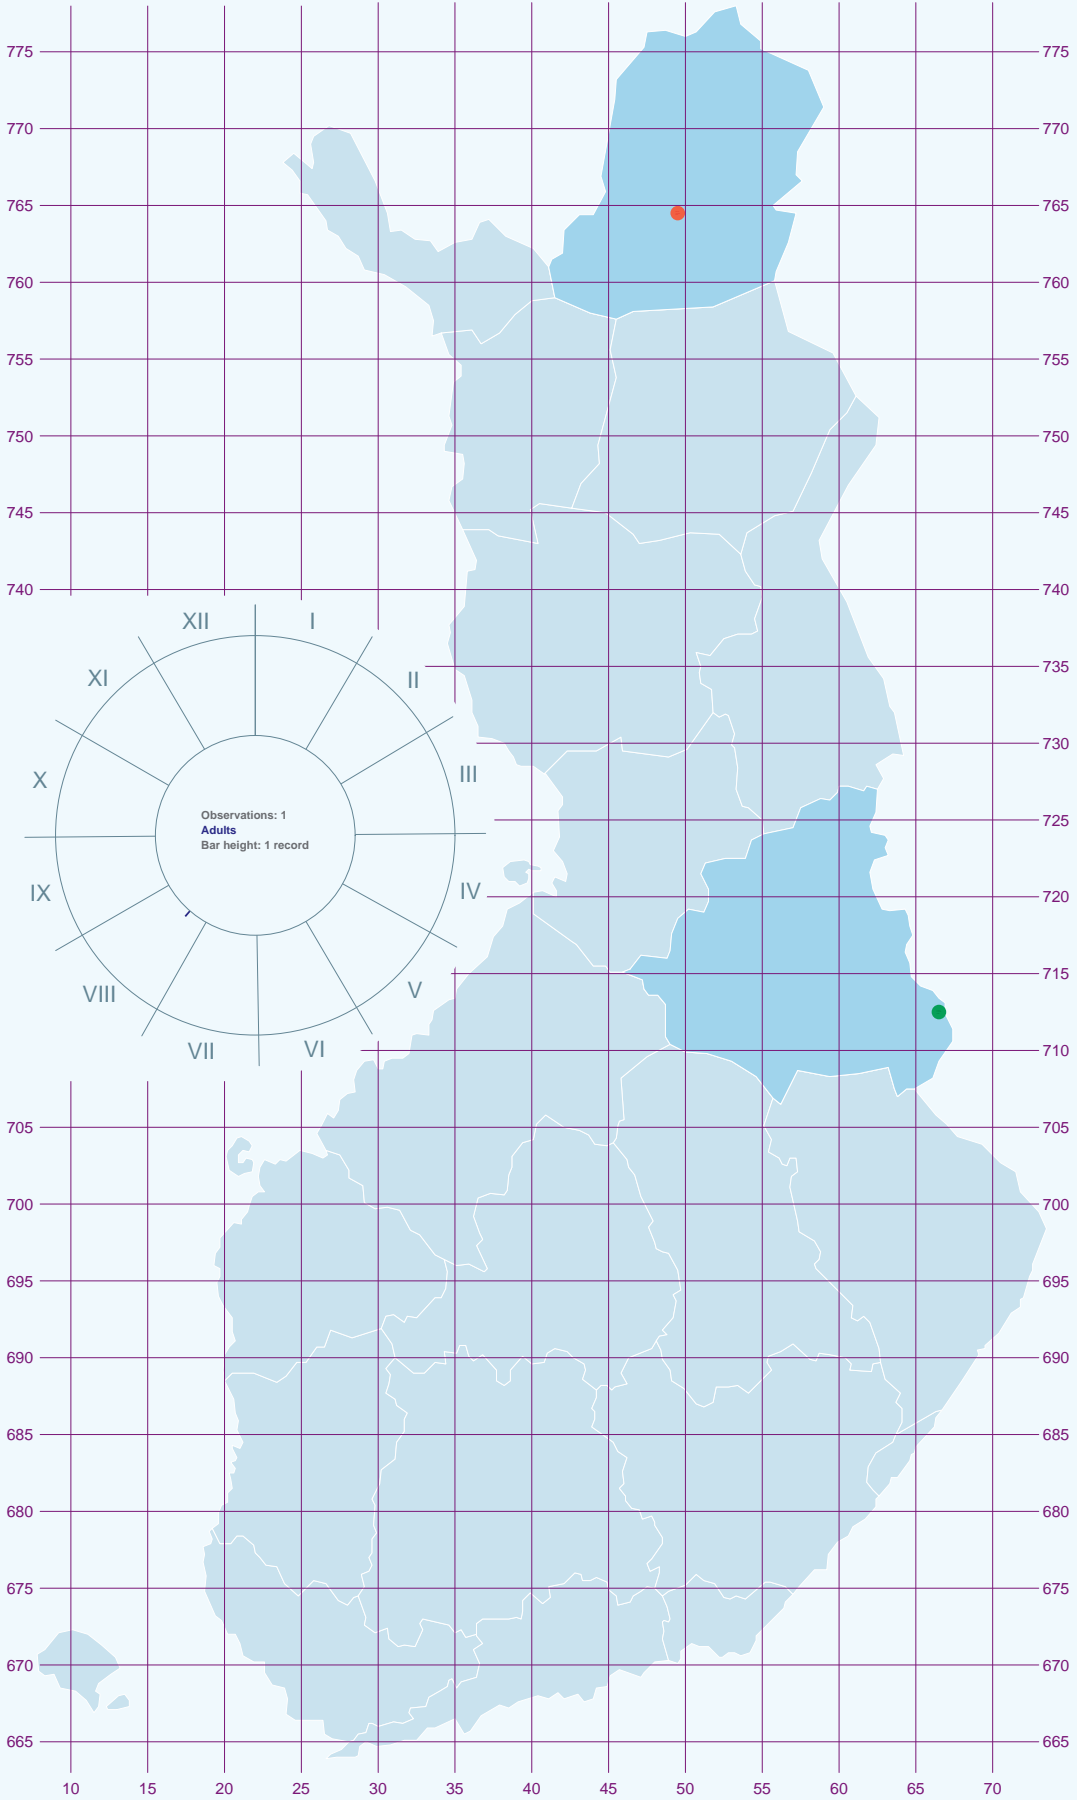 775 775
770 770
765 765
760 760
755 755
750 750
745 745
740 740
XII I
XI II
735
730
X III
Observations: 1
725
Adults
Bar height: 1 record
IX IV
720
715
VIII V
VII VI
710
705 705
700 700
695 695
690 690
685 685
680 680
675 675
670 670
665 665
10 15 20 25 30 35 40 45 50 55 60 65 70